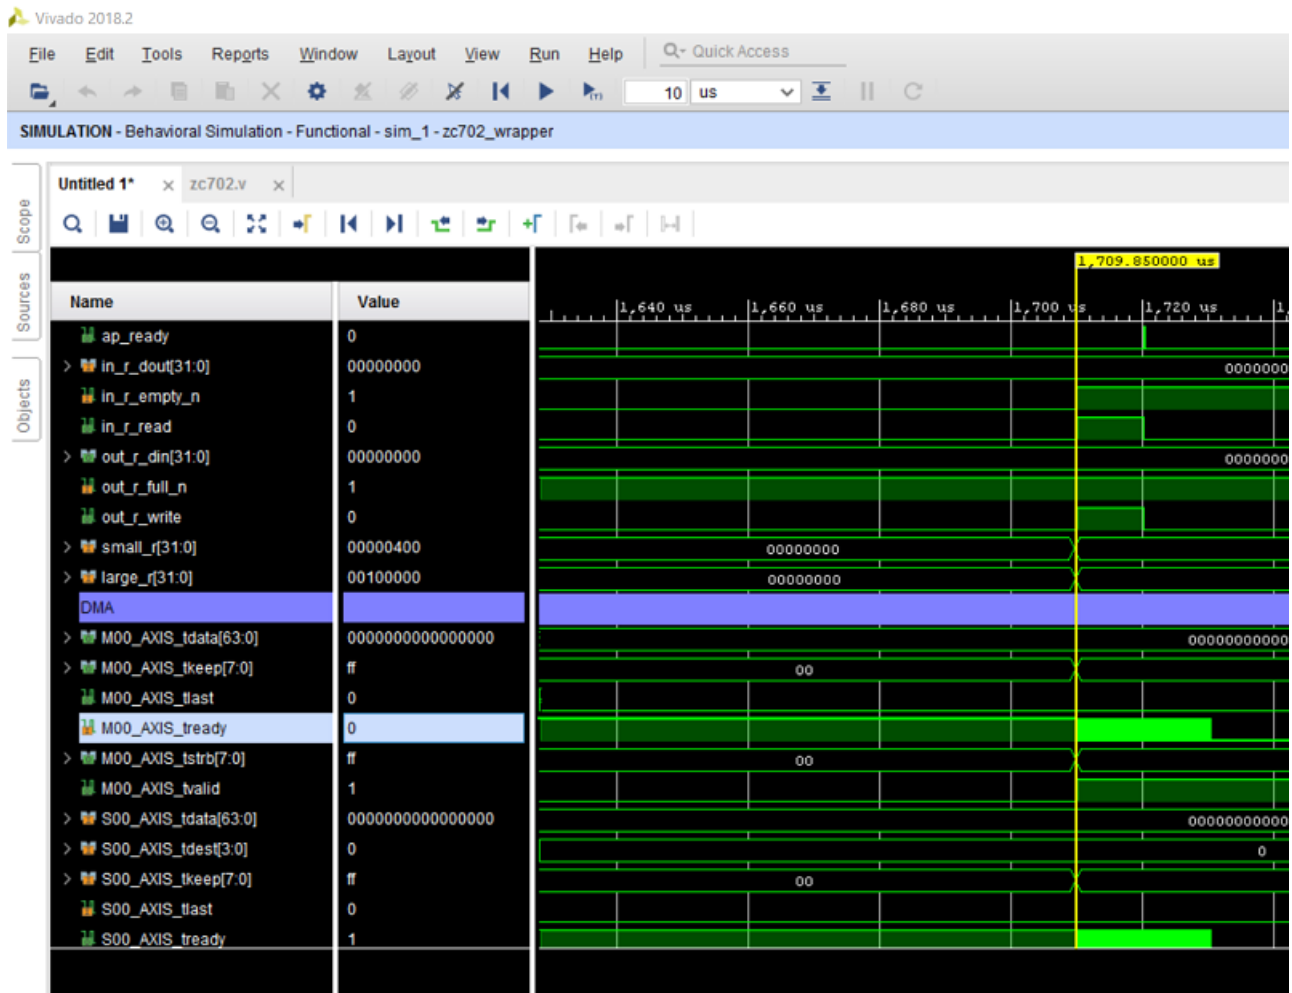 Vivado 2018.2
File Edit Tools Reports Window Layout View Run Help Quick Access
10 us
SIMULATION - Behavioral Simulation - Functional - sim_1 - zc702_wrapper
Scope
Sources
Objects
Untitled 1* × zc702.v ×
1,709.850000 us
Name Value
1,640 us 1,660 us 1,680 us 1,700 us 1,720 us 1,
ap_ready 0
in_r_dout[31:0] 00000000 0000000
in_r_empty_n 1
in_r_read 0
out_r_din[31:0] 00000000 0000000
out_r_full_n 1
out_r_write 0
small_r[31:0] 00000400 00000000
large_r[31:0] 00100000 00000000
DMA
M00_AXIS_tdata[63:0] 0000000000000000 00000000000
M00_AXIS_tkeep[7:0] ff 00
M00_AXIS_tlast 0
M00_AXIS_tready 0
M00_AXIS_tstrb[7:0] ff 00
M00_AXIS_tvalid 1
S00_AXIS_tdata[63:0] 0000000000000000 00000000000
S00_AXIS_tdest[3:0] 0 0
S00_AXIS_tkeep[7:0] ff 00
S00_AXIS_tlast 0
S00_AXIS_tready 1